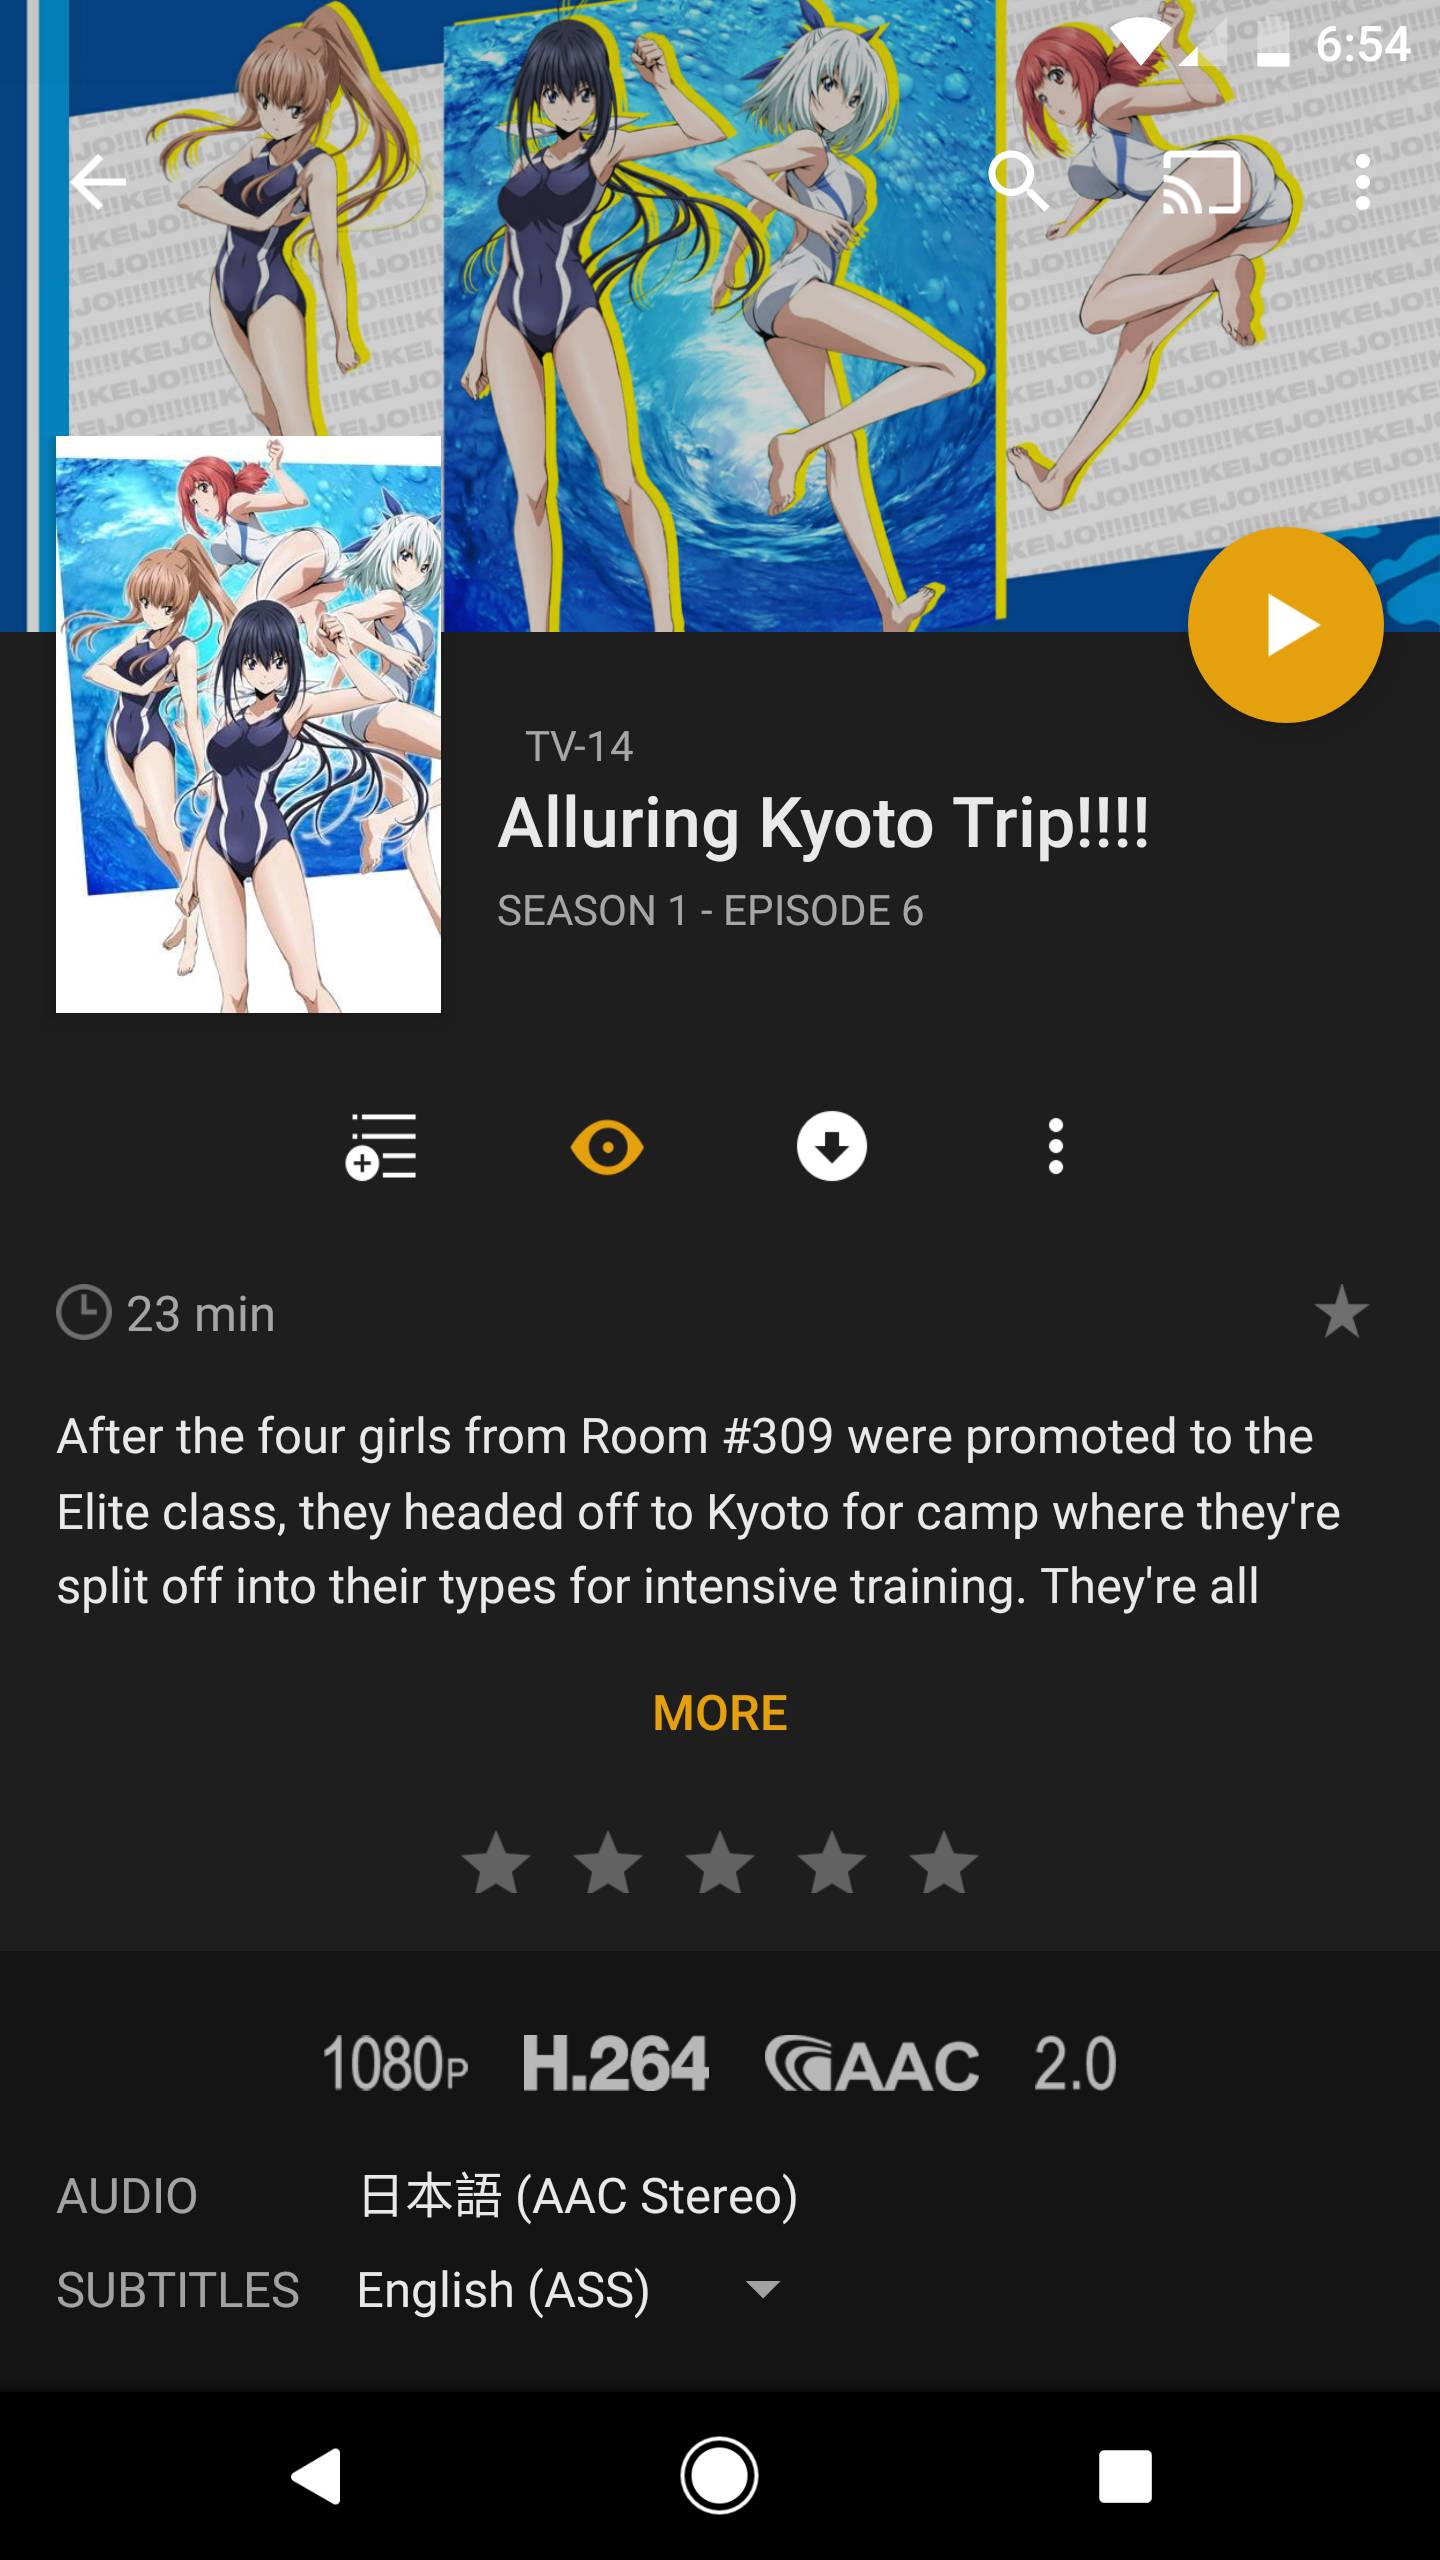 6:54
KEIJO!!!!!!!!
TV-14
Alluring Kyoto Trip!!!!
SEASON 1 - EPISODE 6
23 min
After the four girls from Room #309 were promoted to the
Elite class, they headed off to Kyoto for camp where they're
split off into their types for intensive training. They're all
MORE
1080P H.264 AAC 2.0
AUDIO 日本語 (AAC Stereo)
SUBTITLES English (ASS)